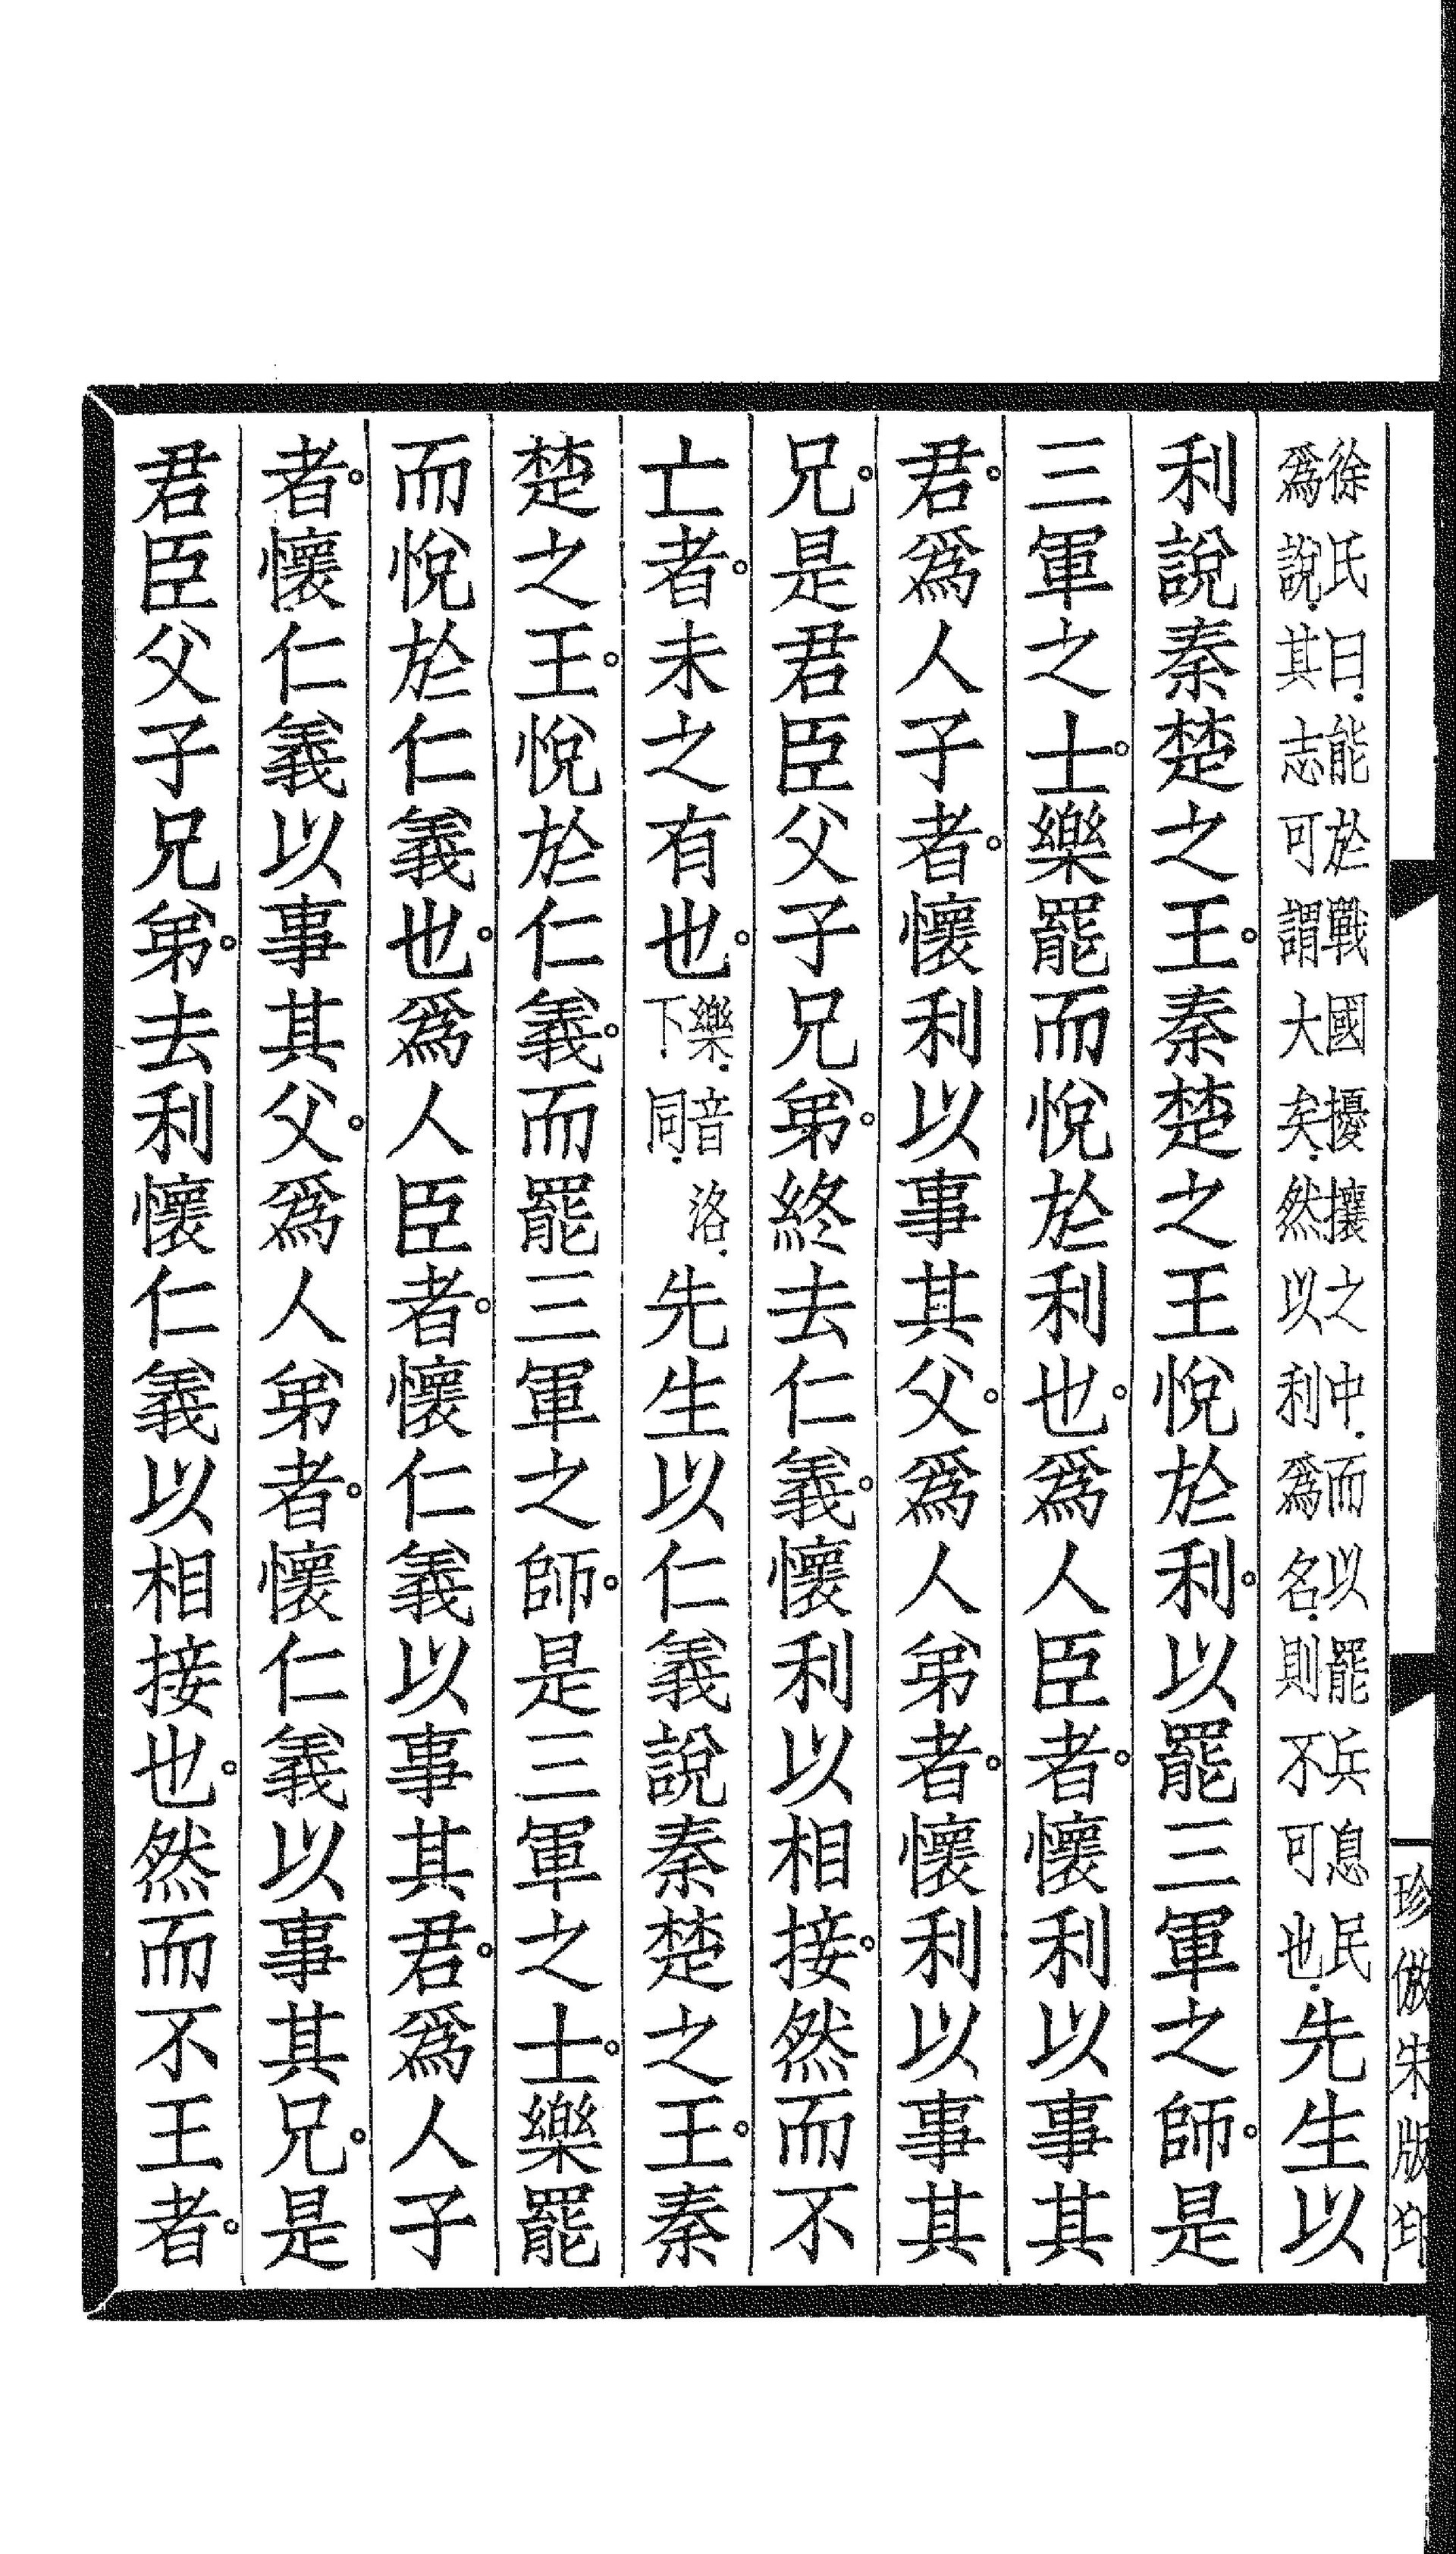 珍倣宋版印
徐氏曰.能於戰國擾攘之中.而以罷兵息民爲說.其志可謂大矣.然以利爲名.則不可也.先生以
利說秦楚之王。秦楚之王悅於利。以罷三軍之師。是
三軍之士。樂罷而悅於利也。爲人臣者。懷利以事其
君。爲人子者。懷利以事其父。爲人弟者。懷利以事其
兄。是君臣父子兄弟。終去仁義。懷利以相接。然而不
亡者。未之有也。樂.音洛.下.同.先生以仁義說秦楚之王。秦
楚之王。悅於仁義。而罷三軍之師。是三軍之士。樂罷
而悅於仁義也。爲人臣者。懷仁義以事其君。爲人子
者。懷仁義以事其父。爲人弟者。懷仁義以事其兄。是
君臣父子兄弟。去利懷仁義以相接也。然而不王者。